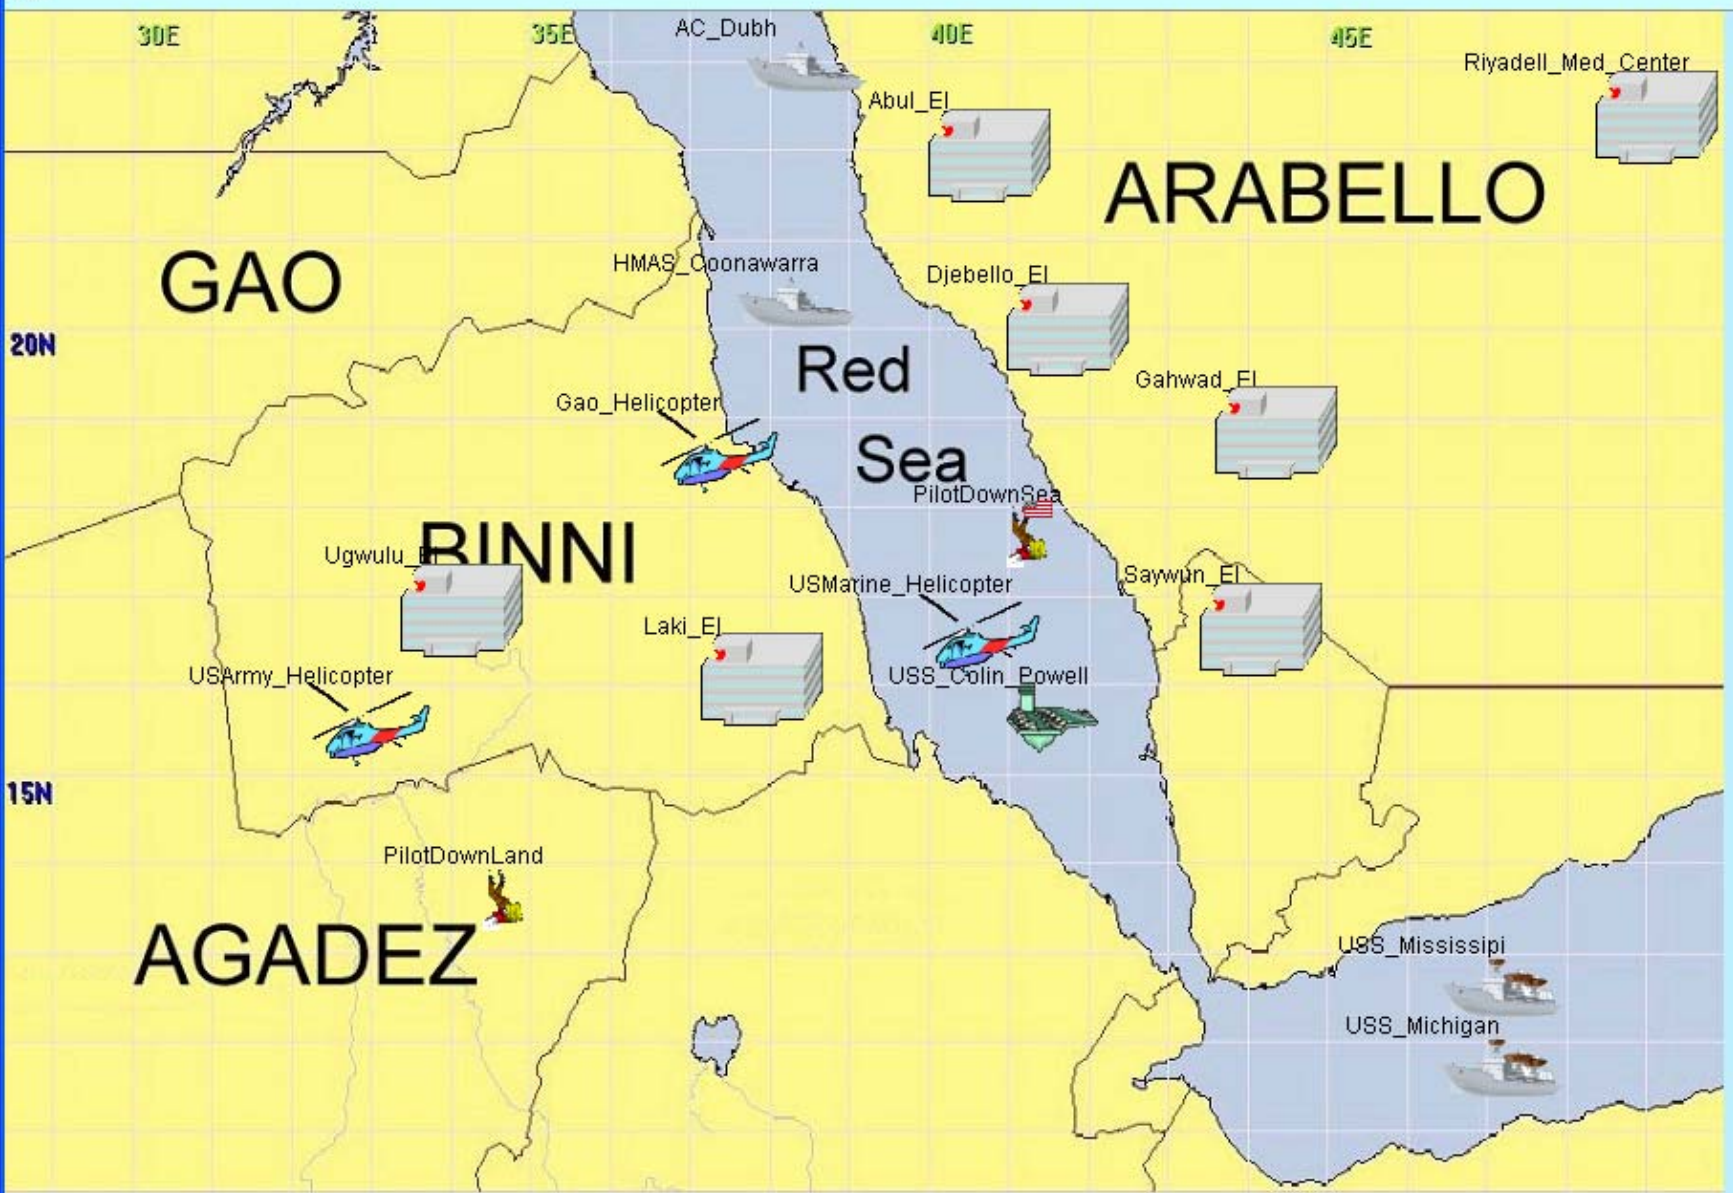 30E
35E
AC_Dubh
40E
45E
Riyadell_Med_Center
Abul_El
ARABELLO
GAO
HMAS_Coonawarra
Djebello_El
20N
Red
Gahwad_El
Gao_Helicopter
Sea
PilotDownSea
BINNI
Ugwulu_El
USMarine_Helicopter
Saywun_El
Laki_El
USArmy_Helicopter
USS_Colin_Powell
15N
PilotDownLand
AGADEZ
USS_Mississipi
USS_Michigan